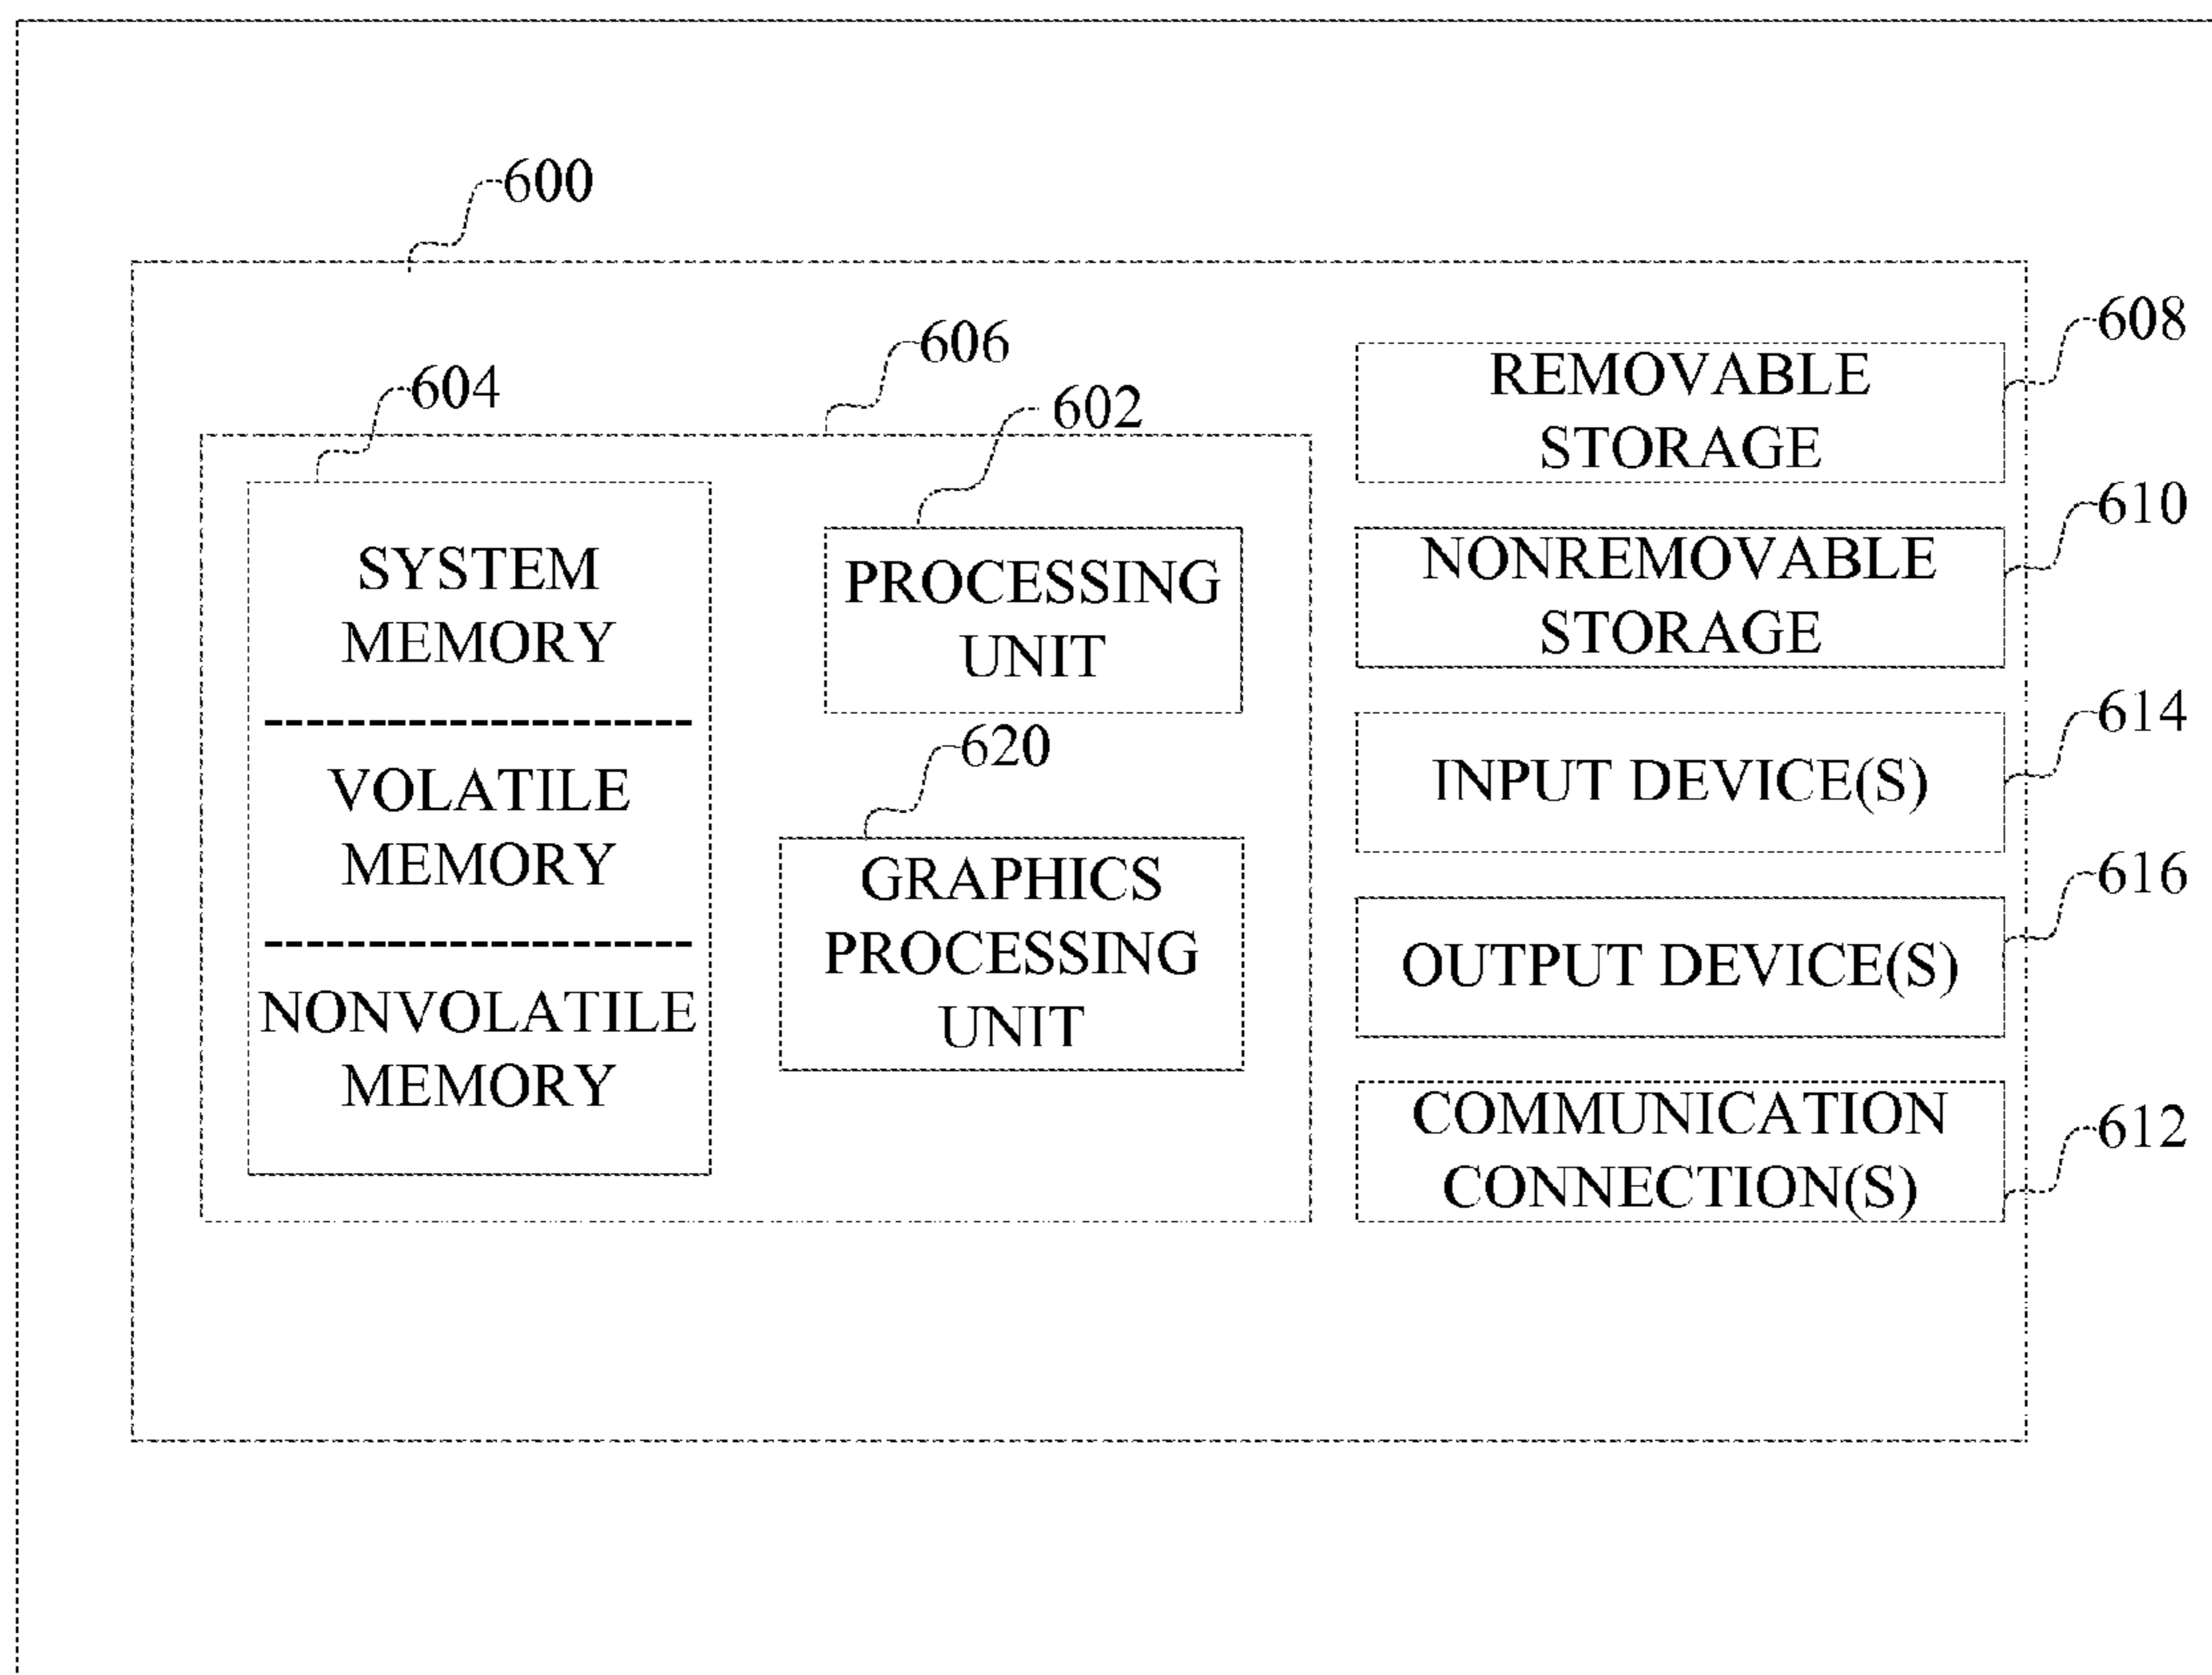 600
606
604
602
SYSTEM
MEMORY
VOLATILE
MEMORY
NONVOLATILE
MEMORY
PROCESSING
UNIT
620
GRAPHICS
PROCESSING
UNIT
608
REMOVABLE
STORAGE
610
NONREMOVABLE
STORAGE
614
INPUT DEVICE(S)
616
OUTPUT DEVICE(S)
612
COMMUNICATION
CONNECTION(S)